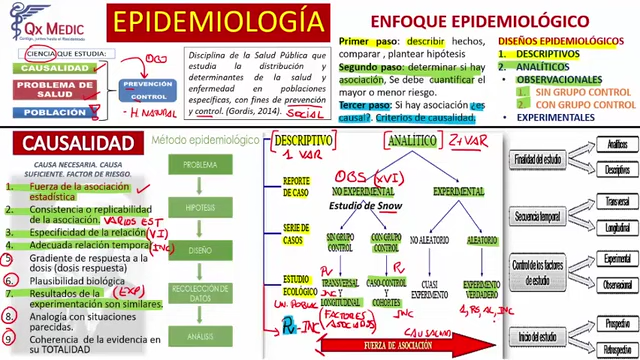 QX MEDIC
EPIDEMIOLOGÍA
CIENCIA QUE ESTUDIA:
CAUSALIDAD
PROBLEMA DE
SALUD
POBLACIÓN
OBJ
PREVENCIÓN
Y
CONTROL
- H NATURAL
Disciplina de la Salud Pública que
estudia la distribución y
determinantes de la salud y
enfermedad en poblaciones
específicas, con fines de prevención
y control. (Gordis, 2014).
SOCIAL
ENFOQUE EPIDEMIOLÓGICO
Primer paso: describir hechos,
comparar , plantear hipótesis
Segundo paso: determinar si hay
asociación, Se debe cuantificar el
mayor o menor riesgo.
Tercer paso: Si hay asociación ¿es
causal?. Criterios de causalidad.
DISEÑOS EPIDEMIOLÓGICOS
1. DESCRIPTIVOS
2. ANALÍTICOS
• OBSERVACIONALES
1. SIN GRUPO CONTROL
2. CON GRUPO CONTROL
• EXPERIMENTALES
CAUSALIDAD
CAUSA NECESARIA. CAUSA
SUFICIENTE. FACTOR DE RIESGO.
1. Fuerza de la asociación
estadística
2. Consistencia o replicabilidad
de la asociación. VARIOS EST
3. Especificidad de la relación (VI)
4. Adecuada relación temporal (INC)
5 Gradiente de respuesta a la
dosis (dosis respuesta)
6. Plausibilidad biológica
7. Resultados de la (EXP)
experimentación son similares.
8. Analogía con situaciones
parecidas.
9 Coherencia de la evidencia en
su TOTALIDAD
Método epidemiológico
PROBLEMA
HIPOTESIS
DISEÑO
RECOLECCIÓN DE
DATOS
ANÁLISIS
DESCRIPTIVO
1 VAR
REPORTE
DE CASO
SERIE DE
CASOS
ESTUDIO
ECOLÓGICO
ANALÍTICO
2+VAR
OBS (XVI)
NO EXPERIMENTAL
EXPERIMENTAL
Estudio de Snow
SIN GRUPO
CONTROL
CON GRUPO
CONTROL
NO ALEATORIO
ALEATORIO
TRANSVERSAL
Y
LONGITUDINAL
INC
CASO-CONTROL
Y
COHORTES
INC
CUASI
EXPERIMENTO
EXPERIMENTO
VERDADERO
(FACTORES
ASOCIADOS)
CAUSALIDAD
FUERZA DE ASOCIACIÓN
Finalidad del estudio
Analíticos
Descriptivos
Secuencia temporal
Transversal
Longitudinal
Control de los factores
de estudio
Experimental
Observacional
Inicio del estudio
Prospectivo
Retrospectivo